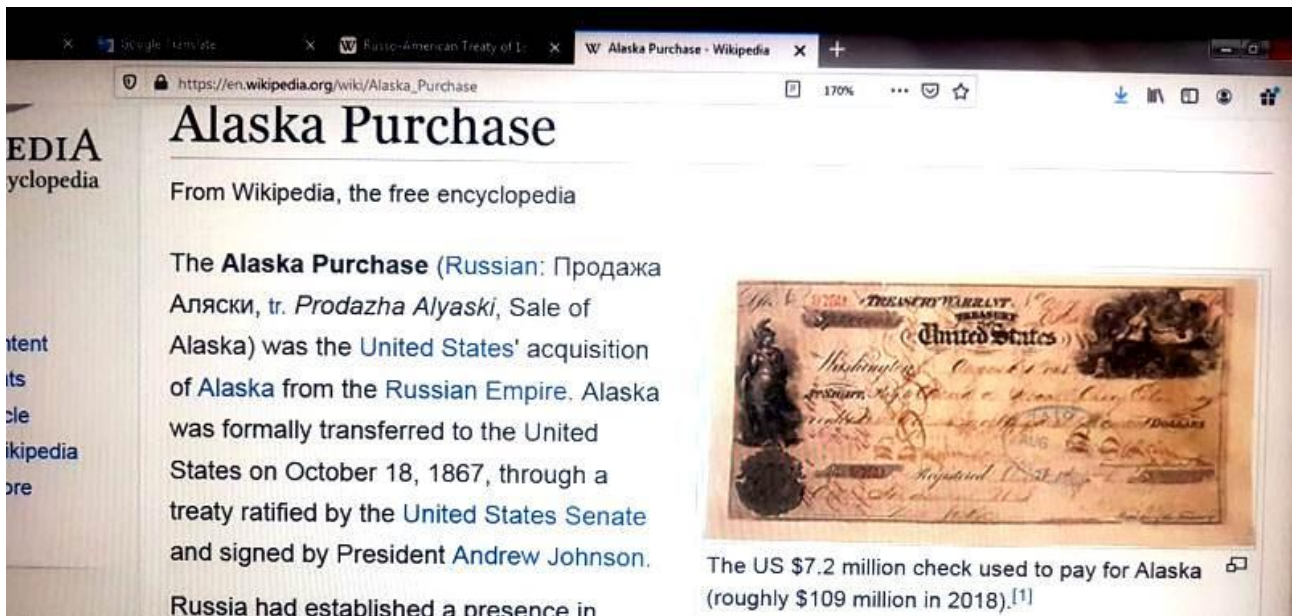 Google Translate
Russo-American Treaty of 1
Alaska Purchase - Wikipedia
https://en.wikipedia.org/wiki/Alaska_Purchase
170%
EDIA
yclopedia
Alaska Purchase
From Wikipedia, the free encyclopedia
The Alaska Purchase (Russian: Продажа
Аляски, tr. Prodazha Alyaski, Sale of
Alaska) was the United States' acquisition
of Alaska from the Russian Empire. Alaska
was formally transferred to the United
States on October 18, 1867, through a
treaty ratified by the United States Senate
and signed by President Andrew Johnson.
Russia had established a presence in
ntent
ts
cle
ikipedia
ore
TREASURY WARRANT.
TREASURY
United States
Washington
Registered
DOLLARS
AUG
The US $7.2 million check used to pay for Alaska
(roughly $109 million in 2018).[1]